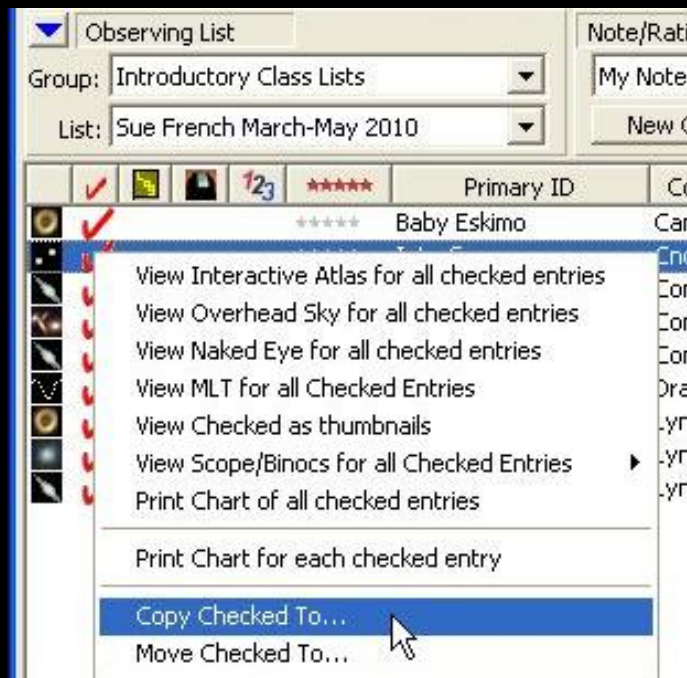 Observing List
Note/Rati
Group: Introductory Class Lists
My Note
List: Sue French March-May 2010
New
123 ***** Primary ID
***** Baby Eskimo
View Interactive Atlas for all checked entries
View Overhead Sky for all checked entries
View Naked Eye for all checked entries
View MLT for all Checked Entries
View Checked as thumbnails
View Scope/Binocs for all Checked Entries
Print Chart of all checked entries
Print Chart for each checked entry
Copy Checked To...
Move Checked To...